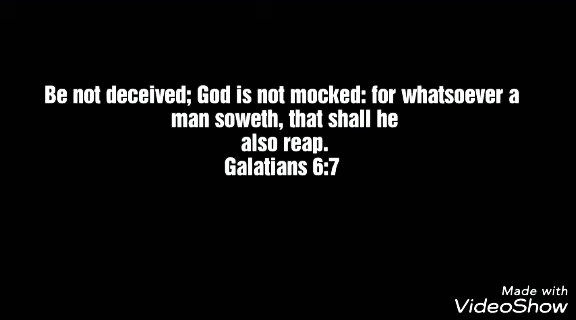 Be not deceived; God is not mocked: for whatsoever a
man soweth, that shall he
also reap.
Galatians 6:7
Made with
VideoShow